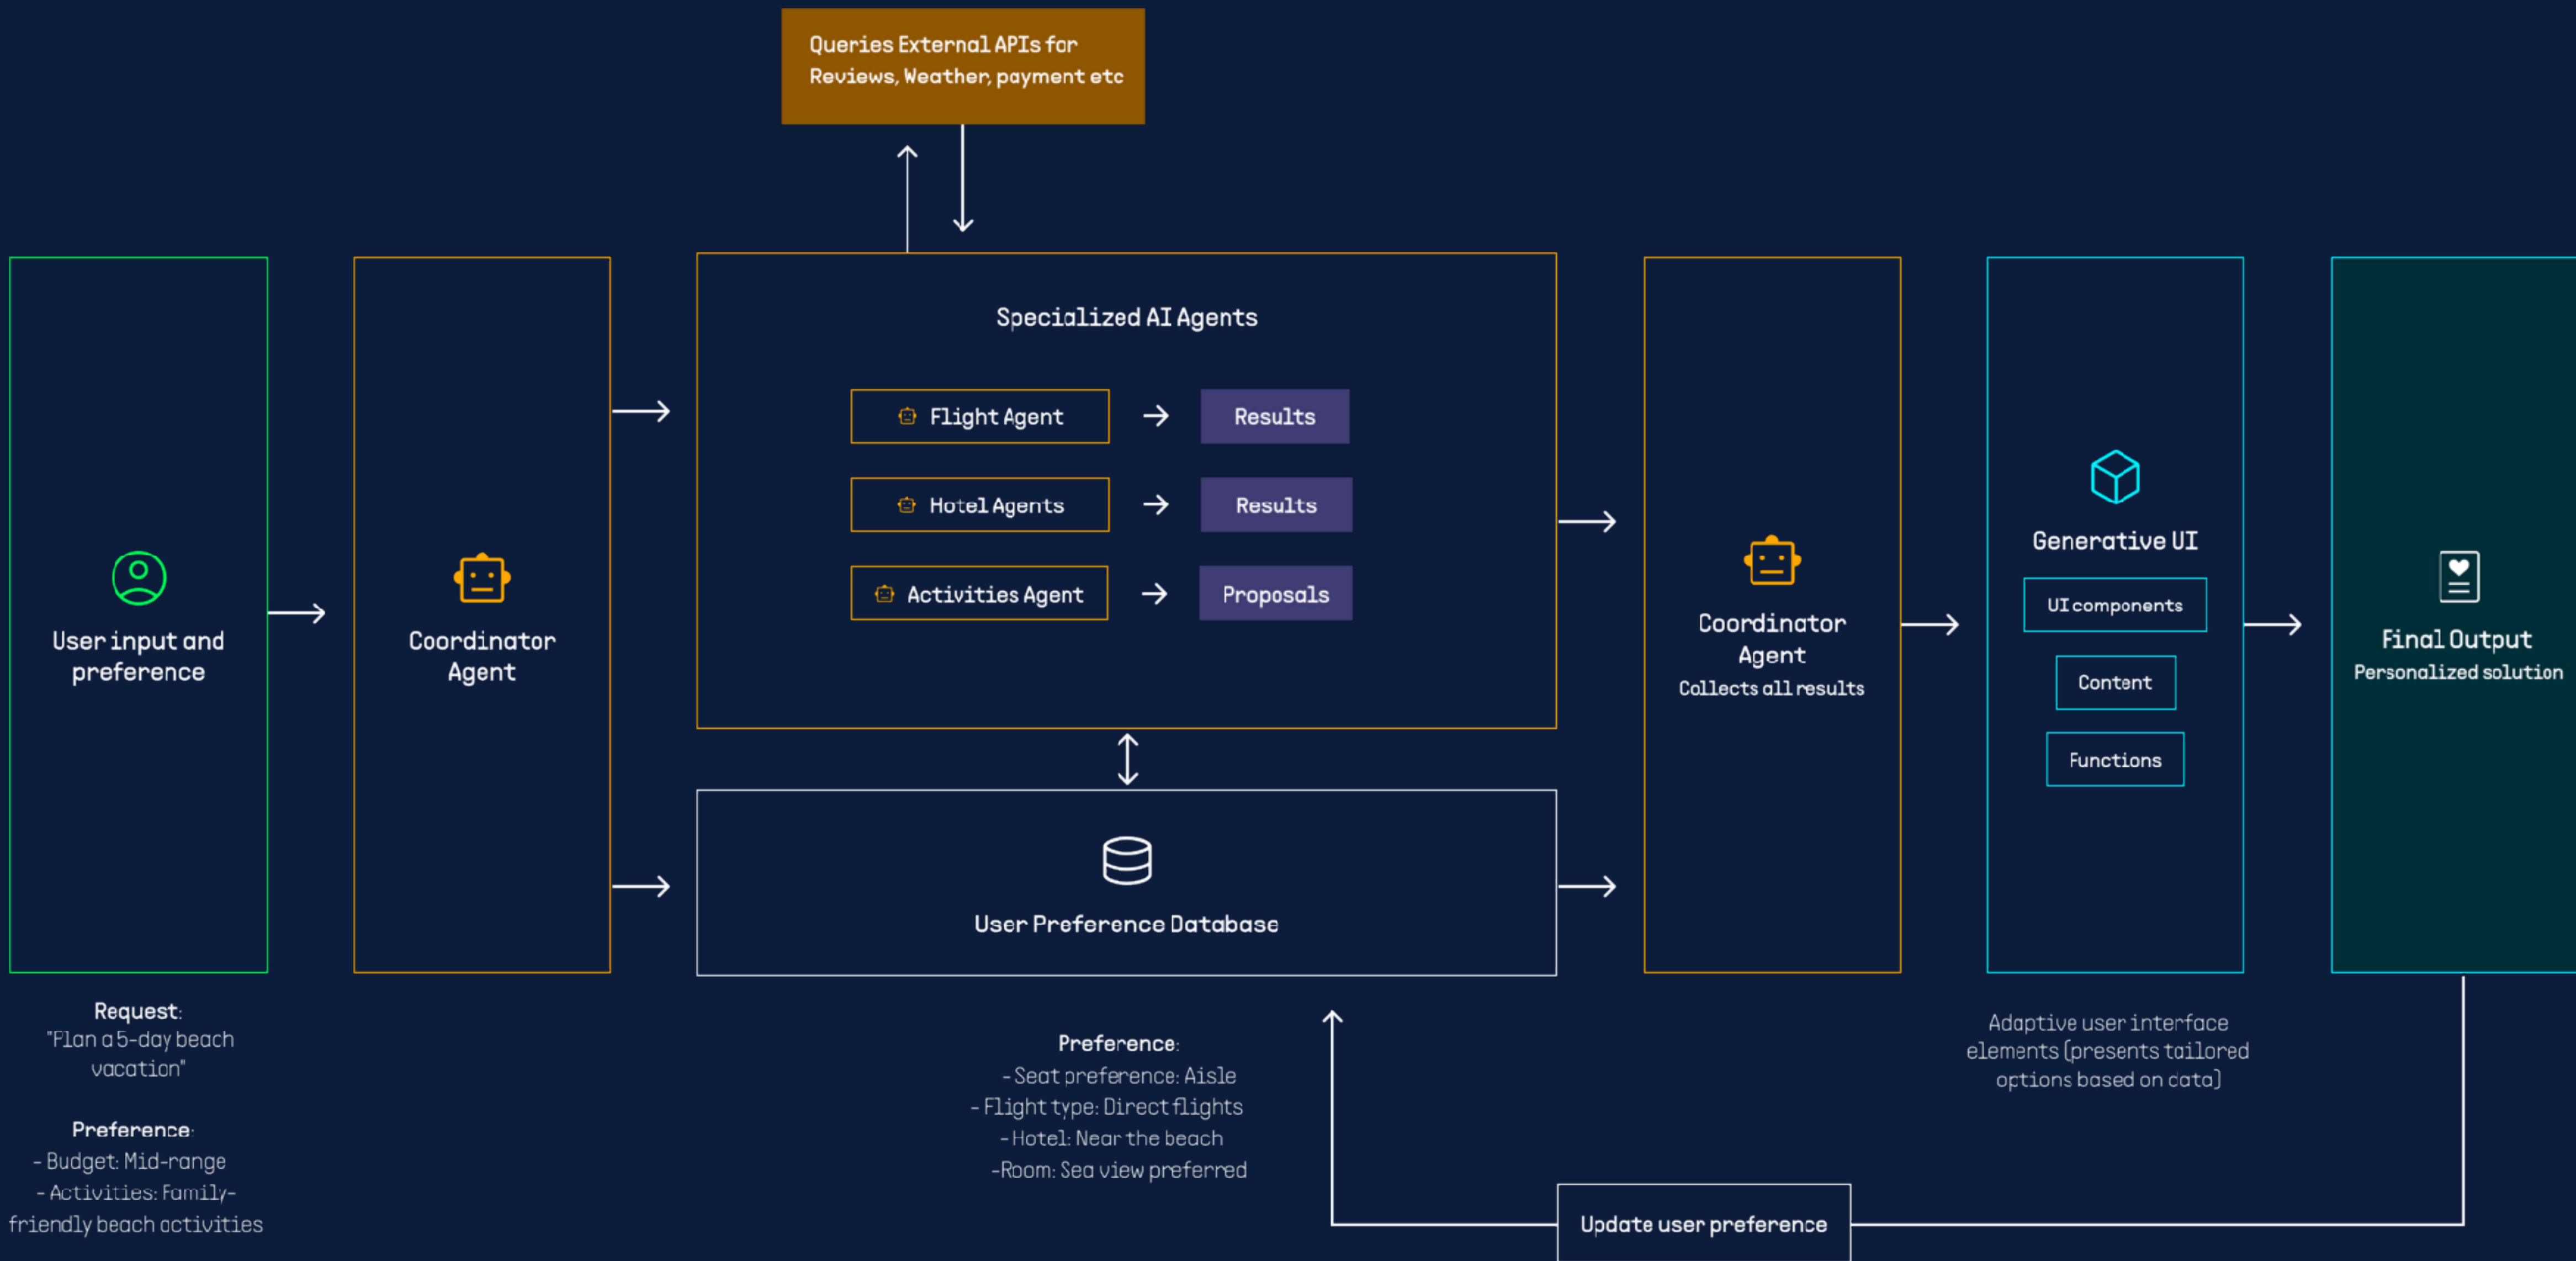 Queries External APIs for
Reviews, Weather, payment etc
User input and
preference
Coordinator
Agent
Specialized AI Agents
Flight Agent
Results
Hotel Agents
Results
Activities Agent
Proposals
User Preference Database
Coordinator
Agent
Collects all results
Generative UI
UI components
Content
Functions
Final Output
Personalized solution
Request:
"Plan a 5-day beach
vacation"
Preference:
- Budget: Mid-range
- Activities: Family-
friendly beach activities
Preference:
- Seat preference: Aisle
- Flight type: Direct flights
- Hotel: Near the beach
-Room: Sea view preferred
Adaptive user interface
elements (presents tailored
options based on data)
Update user preference